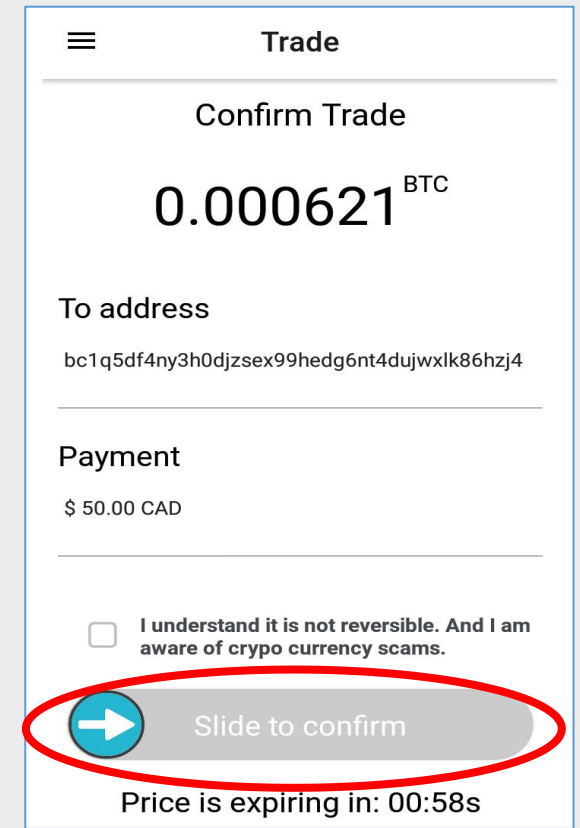 Trade
Confirm Trade
0.000621 BTC
To address
bc1q5df4ny3h0djzsex99hedg6nt4dujwxlk86hzj4
Payment
$ 50.00 CAD
I understand it is not reversible. And I am
aware of crypo currency scams.
Slide to confirm
Price is expiring in: 00:58s